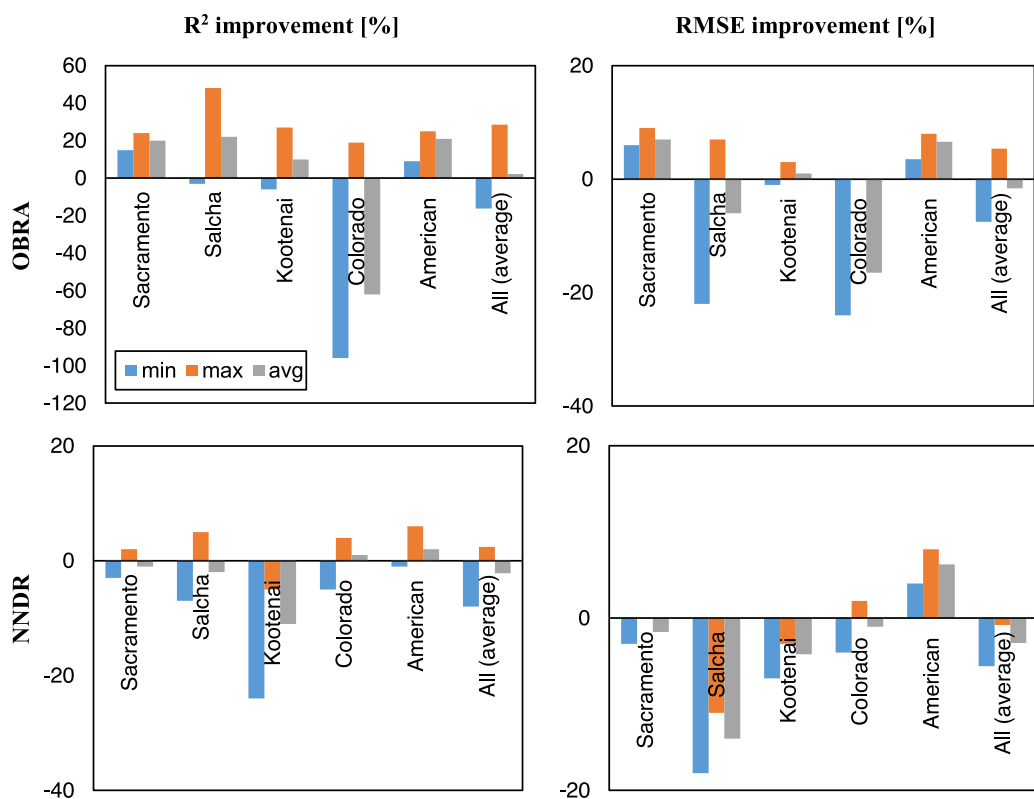 R² improvement [%]
RMSE improvement [%]
OBRA
60
40
20
0
-20
-40
-60
-80
-100
-120
Sacramento
Salcha
Kootenai
Colorado
American
All (average)
min max avg
20
0
-20
-40
Sacramento
Salcha
Kootenai
Colorado
American
All (average)
NNDR
20
0
-20
-40
Sacramento
Salcha
Kootenai
Colorado
American
All (average)
20
0
-20
Sacramento
Salcha
Kootenai
Colorado
American
All (average)